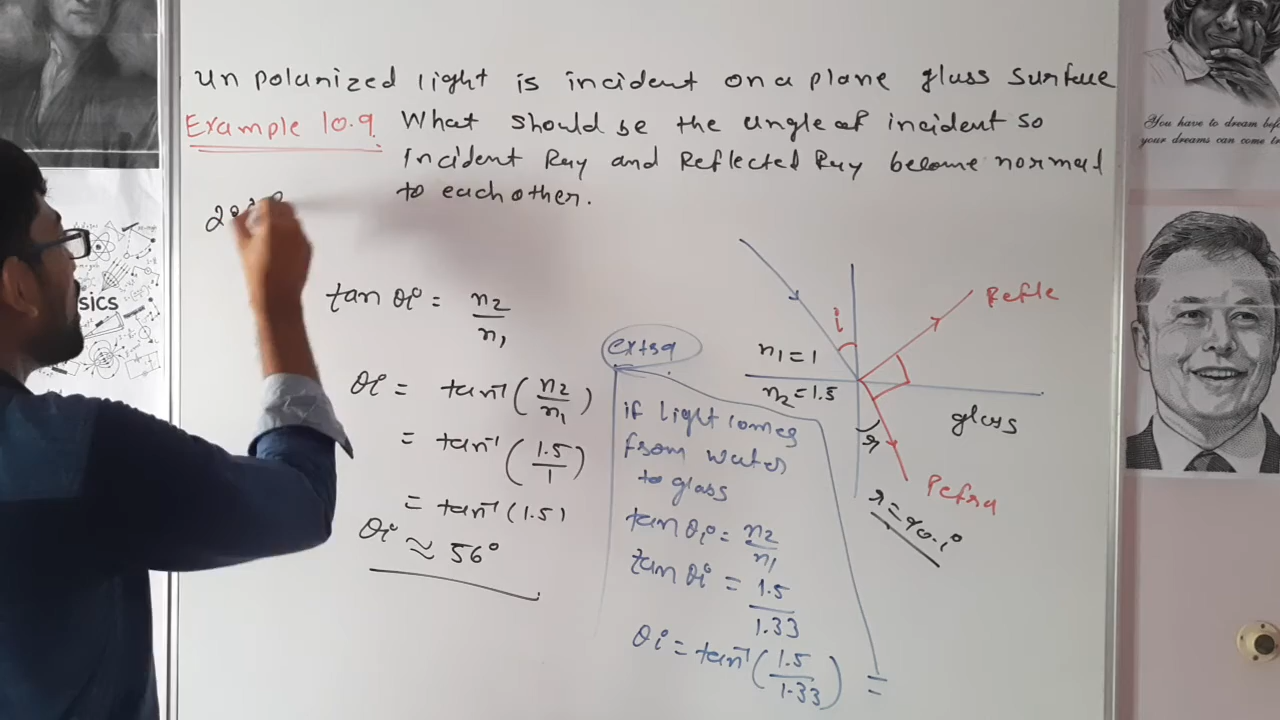 Un polarized light is incident on a plane glass Surface
Example 10.9 What should be the angle of incident so
Incident Ray and Reflected Ray become normal
to each other.
tan θi = n2/n1
θi = tan⁻¹(n2/n1)
= tan⁻¹(1.5/1)
= tan⁻¹(1.5)
θi ≈ 56°
extra
if light comes
from water
to glass
tan θi = n2/n1
tan θi = 1.5/1.33
θi = tan⁻¹(1.5/1.33) =
i
Refle
n1 = 1
n2 = 1.5
glass
r
Refra
You have to dream
your dreams can come
sics